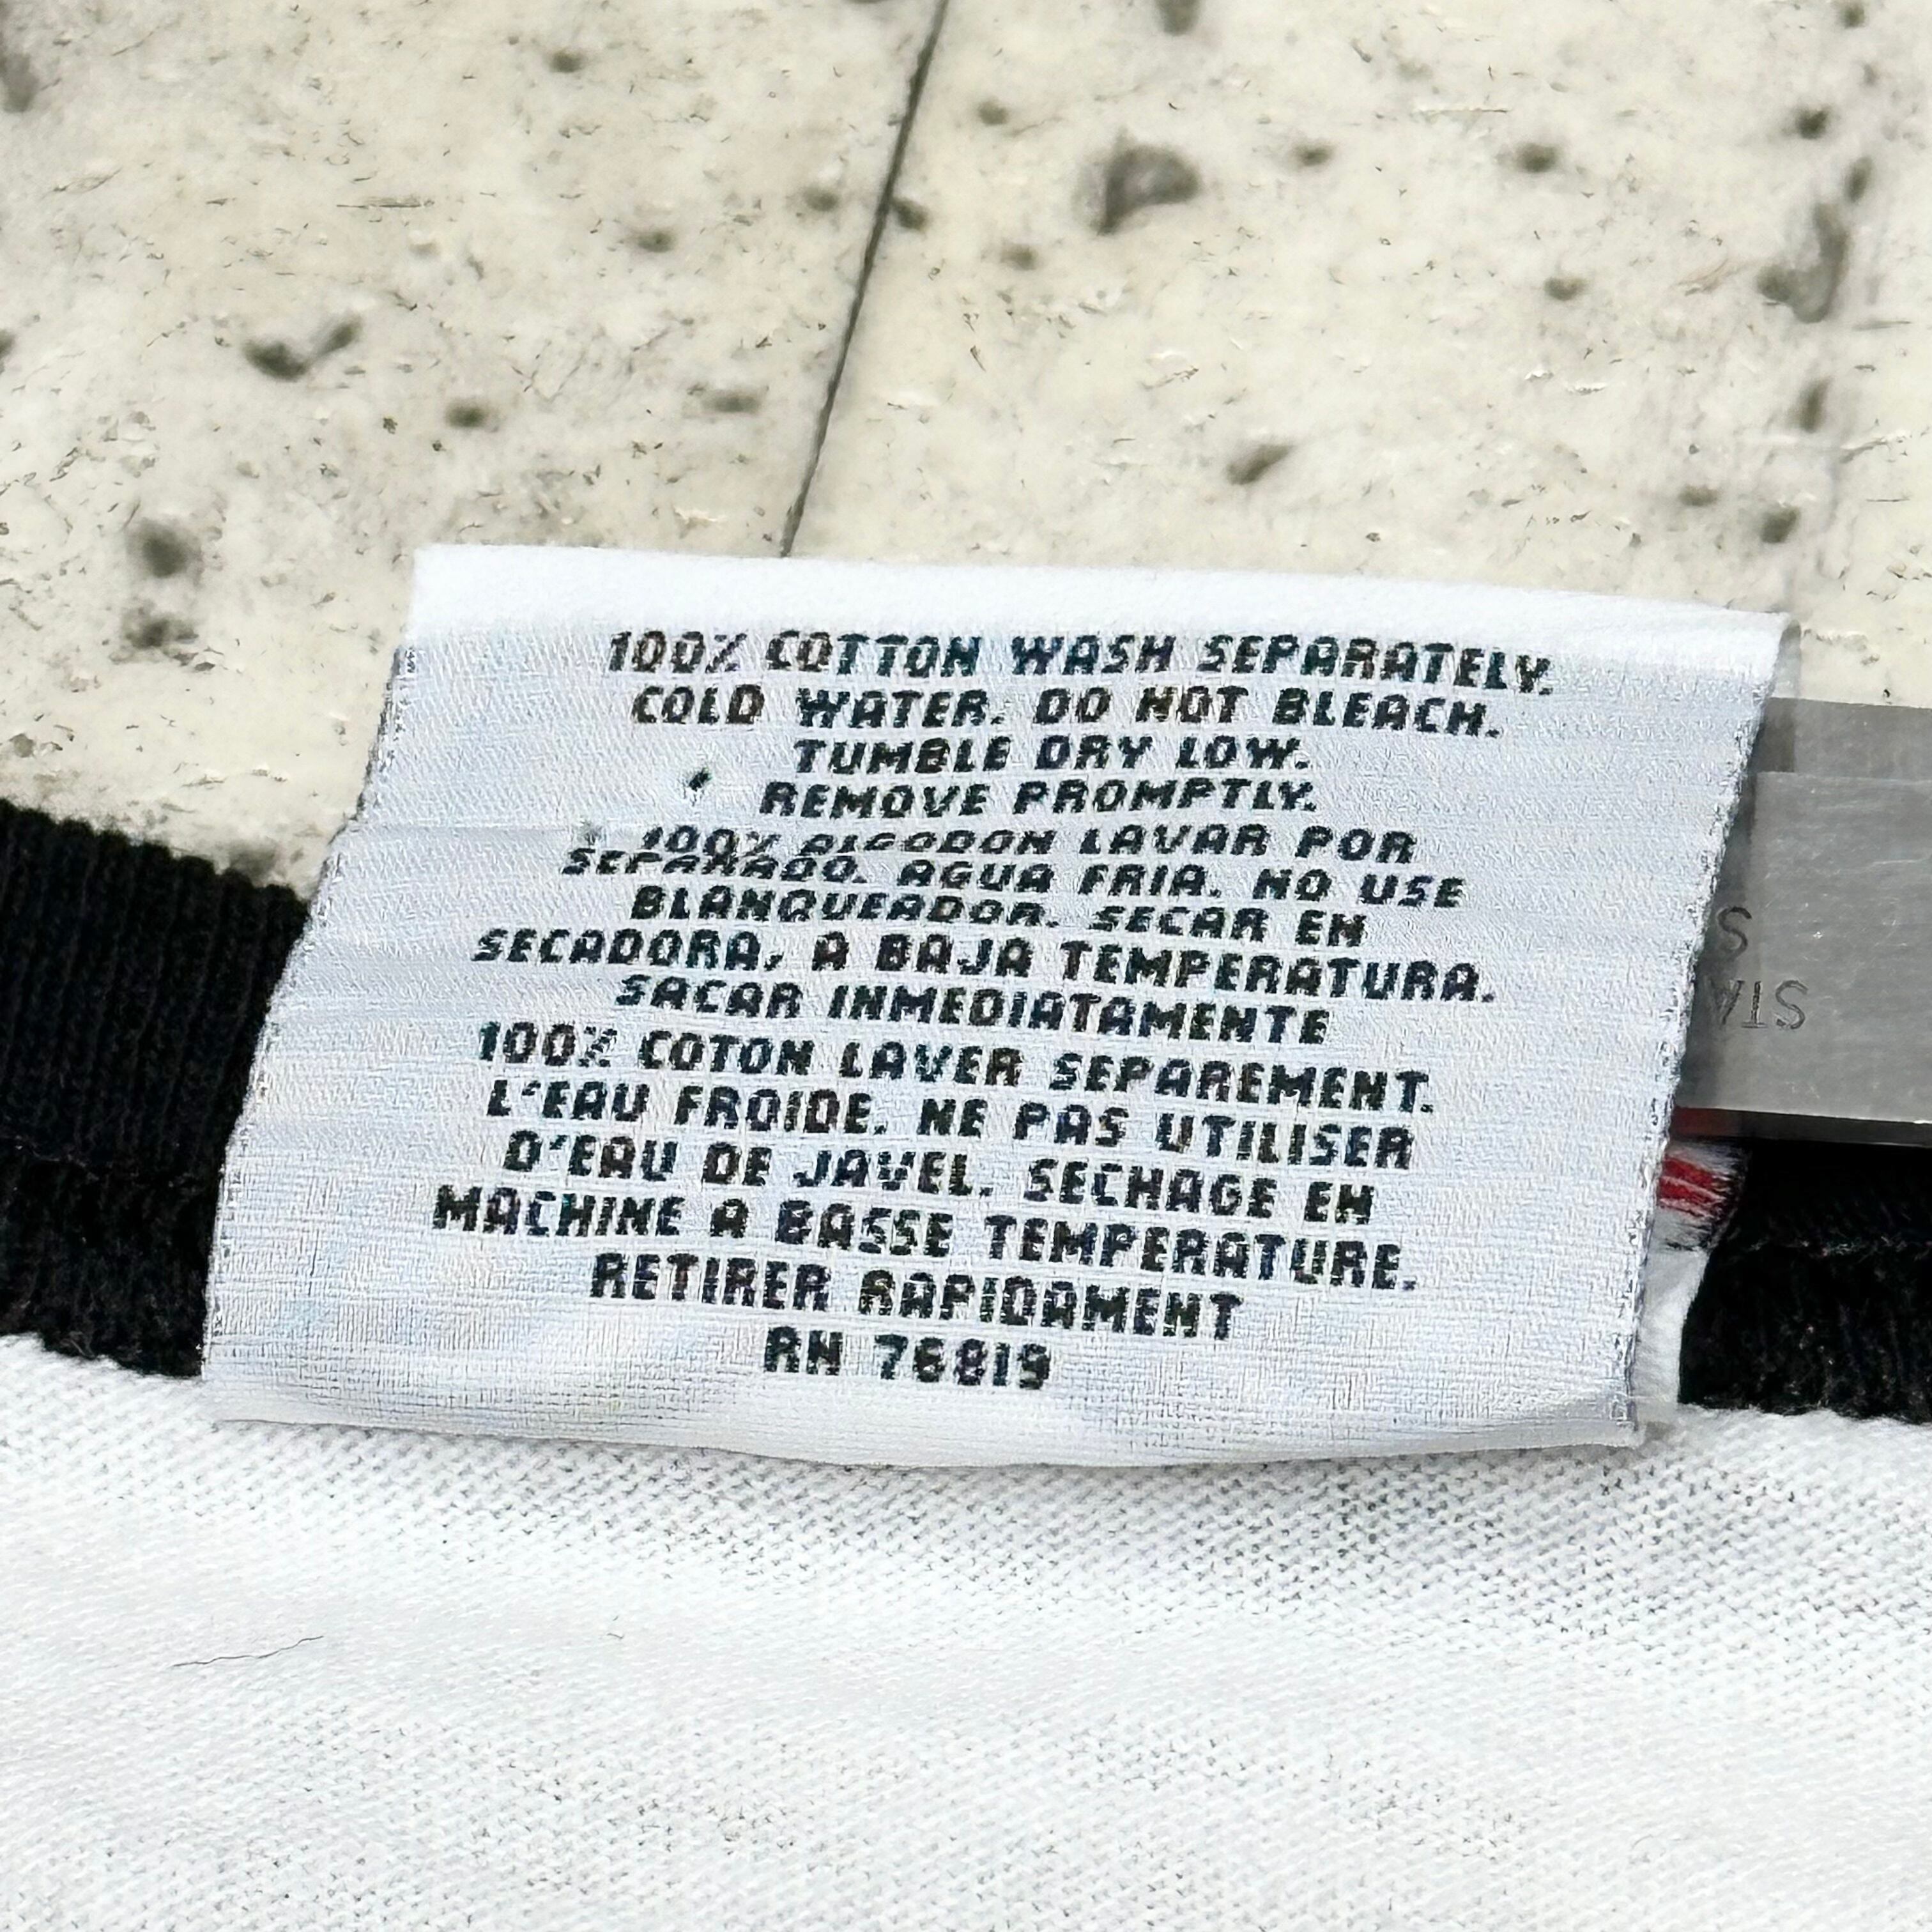 100% COTTON WASH SEPARATELY.
COLD WATER. DO NOT BLEACH.
TUMBLE DRY LOW.
REMOVE PROMPTLY.
100% ALGODON LAVAR POR
SEPARADO. AGUA FRIA. NO USE
BLANQUEADOR. SECAR EN
SECADORA, A BAJA TEMPERATURA.
SACAR INMEDIATAMENTE
100% COTON LAVER SEPAREMENT.
L'EAU FROIDE. NE PAS UTILISER
D'EAU DE JAVEL. SECHAGE EN
MACHINE A BASSE TEMPERATURE.
RETIRER RAPIDAMENT
RN 76819